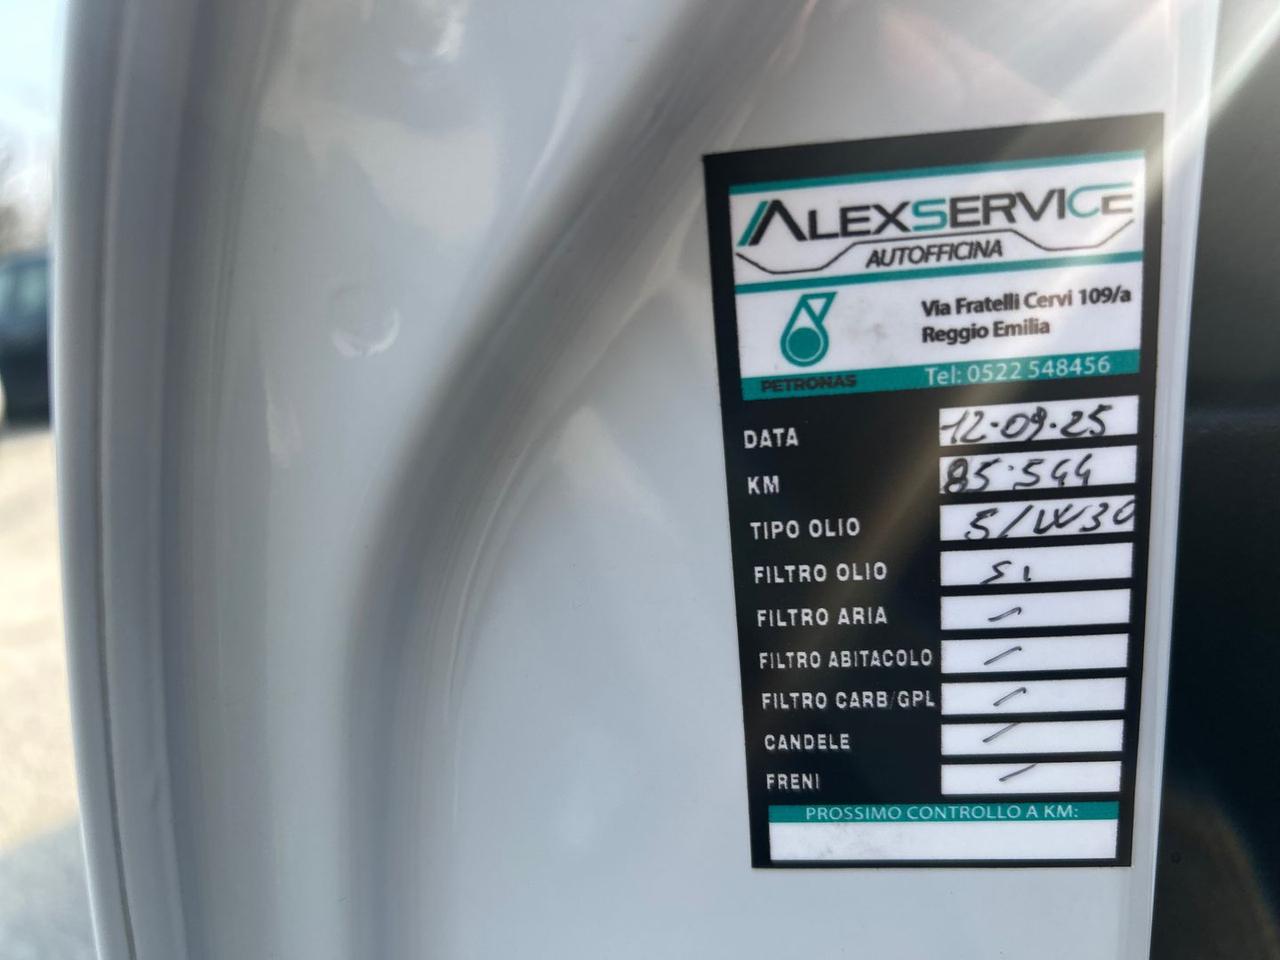 ALEXSERVICE
AUTOFFICINA
Via Fratelli Cervi 109/a
Reggio Emilia
PETRONAS
Tel: 0522 548456
DATA 12-09-25
KM 85.544
TIPO OLIO 5/W30
FILTRO OLIO SI
FILTRO ARIA /
FILTRO ABITACOLO /
FILTRO CARB/GPL /
CANDELE /
FRENI /
PROSSIMO CONTROLLO A KM: